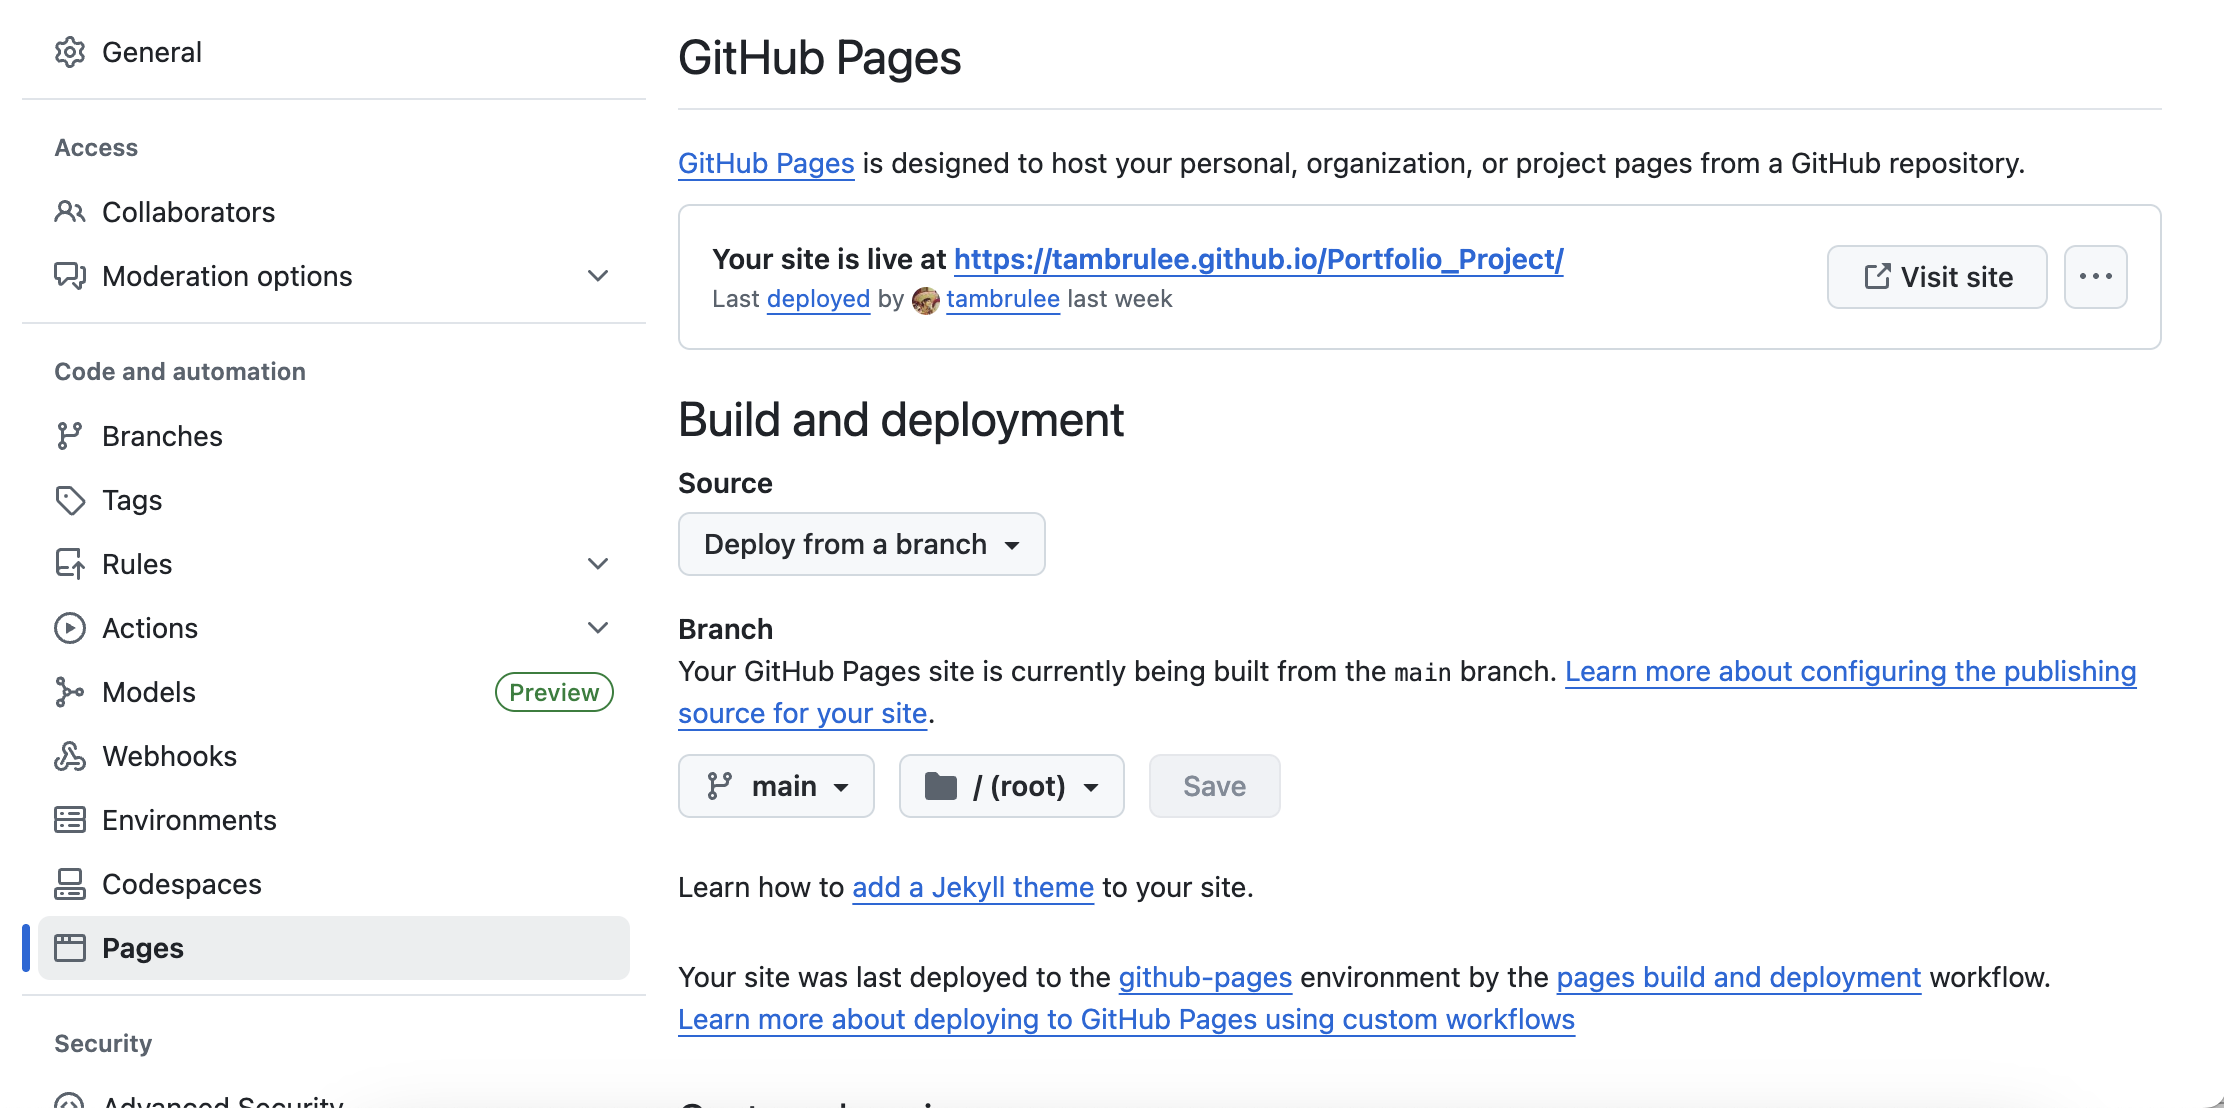 General
Access
Collaborators
Moderation options
Code and automation
Branches
Tags
Rules
Actions
Models Preview
Webhooks
Environments
Codespaces
Pages
Security
Advanced Security
GitHub Pages
GitHub Pages is designed to host your personal, organization, or project pages from a GitHub repository.
Your site is live at https://tambrulee.github.io/Portfolio_Project/
Last deployed by tambrulee last week
Visit site
Build and deployment
Source
Deploy from a branch
Branch
Your GitHub Pages site is currently being built from the main branch. Learn more about configuring the publishing
source for your site.
main / (root) Save
Learn how to add a Jekyll theme to your site.
Your site was last deployed to the github-pages environment by the pages build and deployment workflow.
Learn more about deploying to GitHub Pages using custom workflows